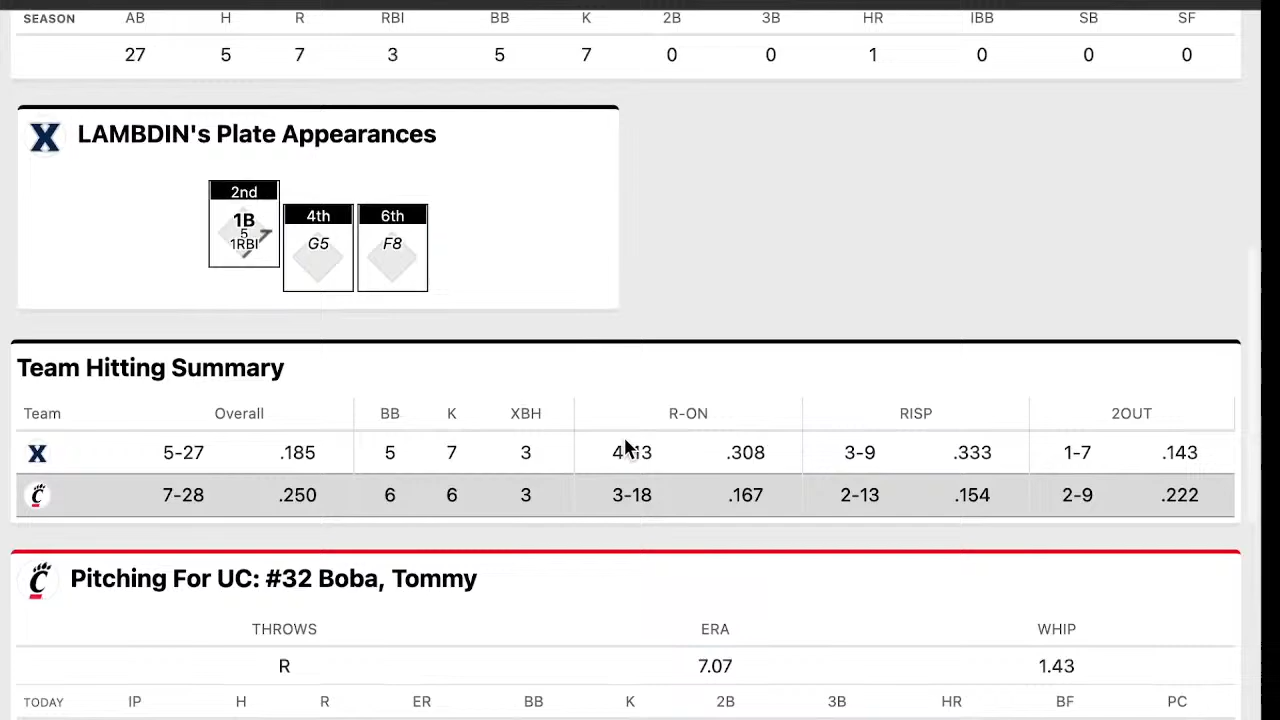 SEASON AB H R RBI BB K 2B 3B HR IBB SB SF
27 5 7 3 5 7 0 0 1 0 0 0
X LAMBDIN's Plate Appearances
2nd 4th 6th
1B
5 G5 F8
1RBI
Team Hitting Summary
Team Overall BB K XBH R-ON RISP 2OUT
X 5-27 .185 5 7 3 4-13 .308 3-9 .333 1-7 .143
C 7-28 .250 6 6 3 3-18 .167 2-13 .154 2-9 .222
C Pitching For UC: #32 Boba, Tommy
THROWS ERA WHIP
R 7.07 1.43
TODAY IP H R ER BB K 2B 3B HR BF PC